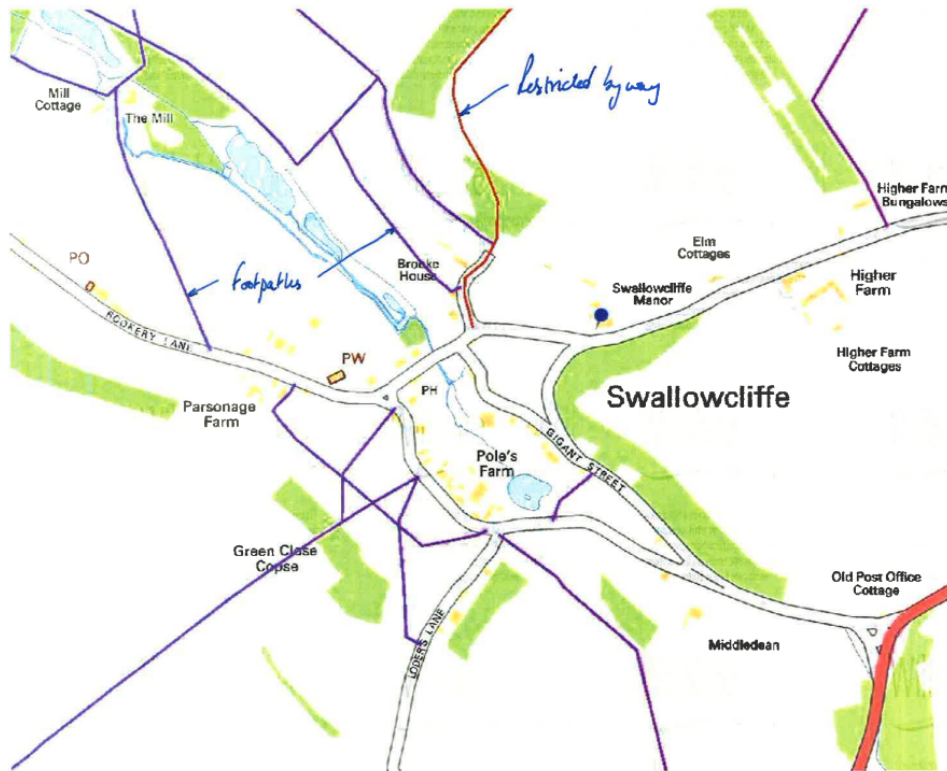 Restricted byway
Mill
Cottage
The Mill
Higher Farm
Bungalows
PO
Footpaths
Brooke
House
Elm
Cottages
Swallowcliffe
Manor
Higher
Farm
ROOKERY LANE
PW
Higher Farm
Cottages
PH
Swallowcliffe
Parsonage
Farm
GIGANT STREET
Pole's
Farm
Green Close
Copse
Old Post Office
Cottage
LODERS LANE
Middledean